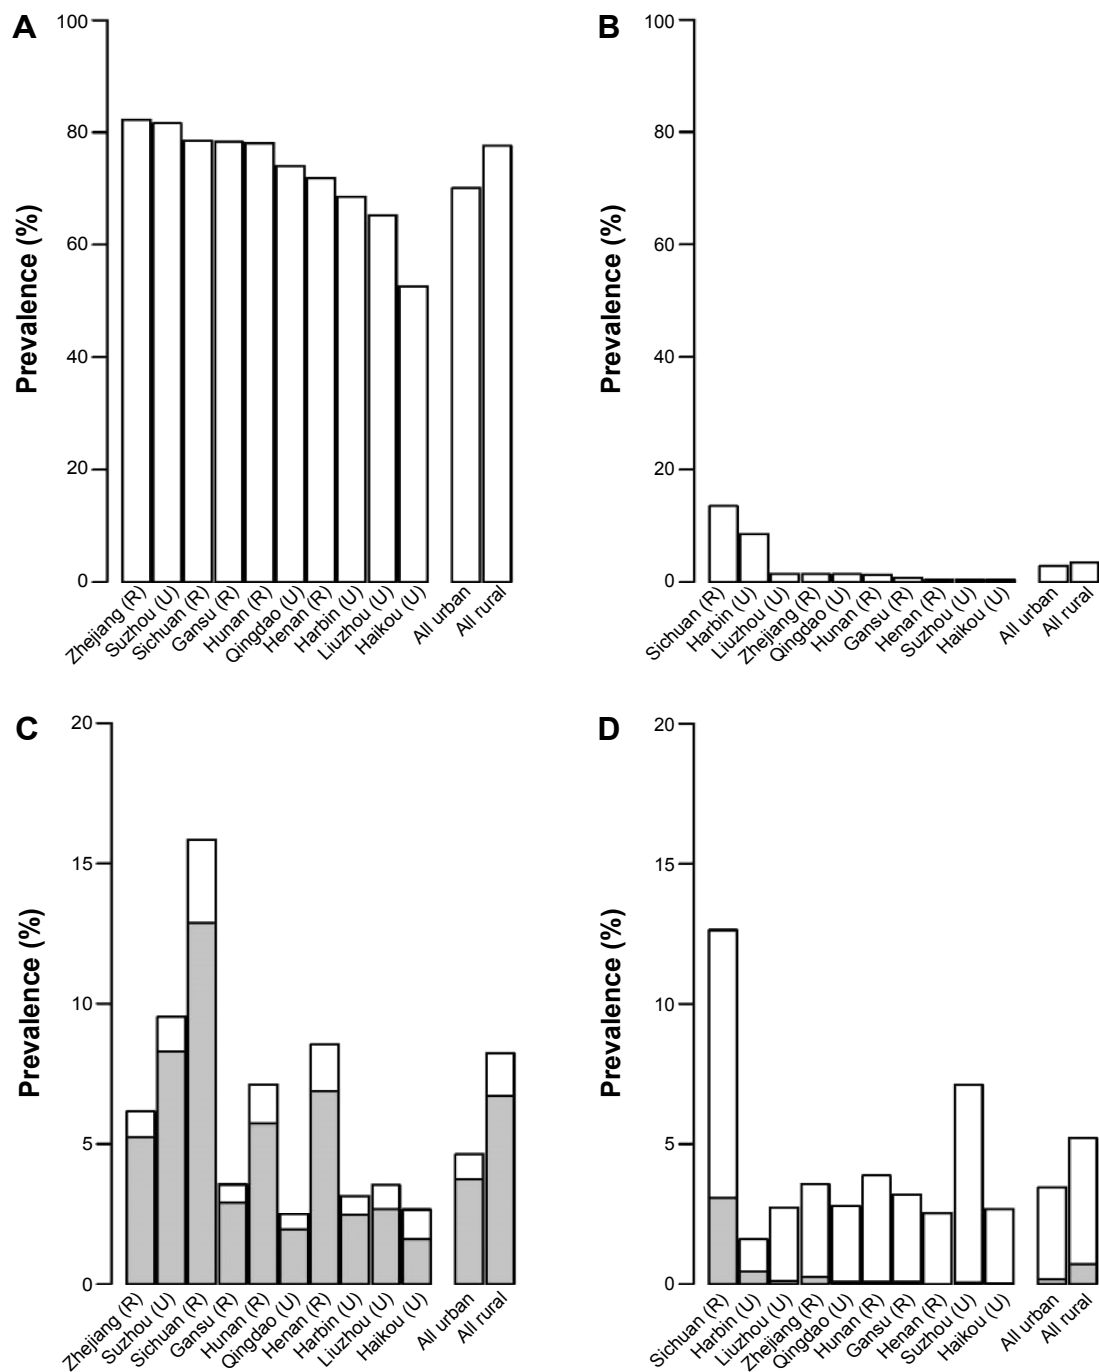 A
Prevalence (%)
100
80
60
40
20
0
Zhejiang (R)
Suzhou (U)
Sichuan (R)
Gansu (R)
Hunan (R)
Qingdao (U)
Henan (R)
Harbin (U)
Liuzhou (U)
Haikou (U)
All urban
All rural
B
Prevalence (%)
100
80
60
40
20
0
Sichuan (R)
Harbin (U)
Liuzhou (U)
Zhejiang (R)
Qingdao (U)
Hunan (R)
Gansu (R)
Henan (R)
Suzhou (U)
Haikou (U)
All urban
All rural
C
Prevalence (%)
20
15
10
5
0
Zhejiang (R)
Suzhou (U)
Sichuan (R)
Gansu (R)
Hunan (R)
Qingdao (U)
Henan (R)
Harbin (U)
Liuzhou (U)
Haikou (U)
All urban
All rural
D
Prevalence (%)
20
15
10
5
0
Sichuan (R)
Harbin (U)
Liuzhou (U)
Zhejiang (R)
Qingdao (U)
Hunan (R)
Gansu (R)
Henan (R)
Suzhou (U)
Haikou (U)
All urban
All rural